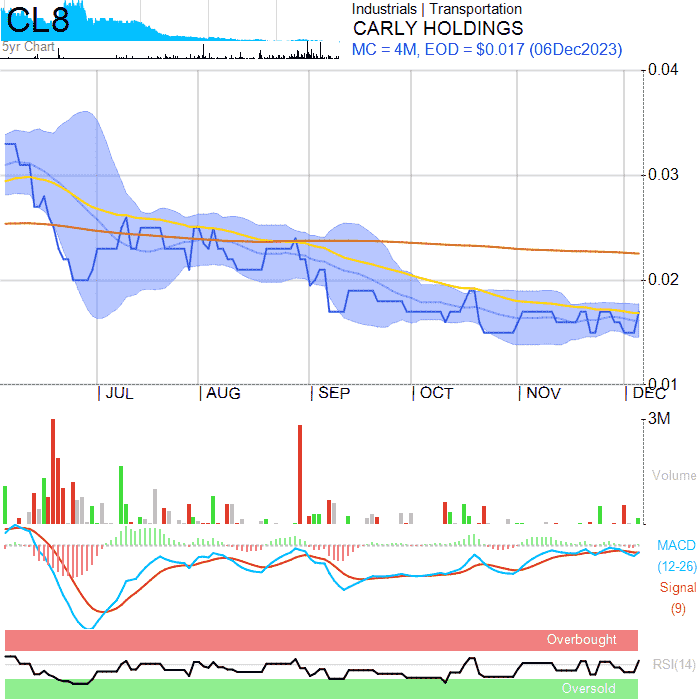 CL8
5yr Chart
Industrials | Transportation
CARLY HOLDINGS
MC = 4M, EOD = $0.017 (06Dec2023)
0.04
0.03
0.02
0.01
JUL
AUG
SEP
OCT
NOV
DEC
3M
Volume
MACD
(12-26)
Signal
(9)
Overbought
RSI(14)
Oversold